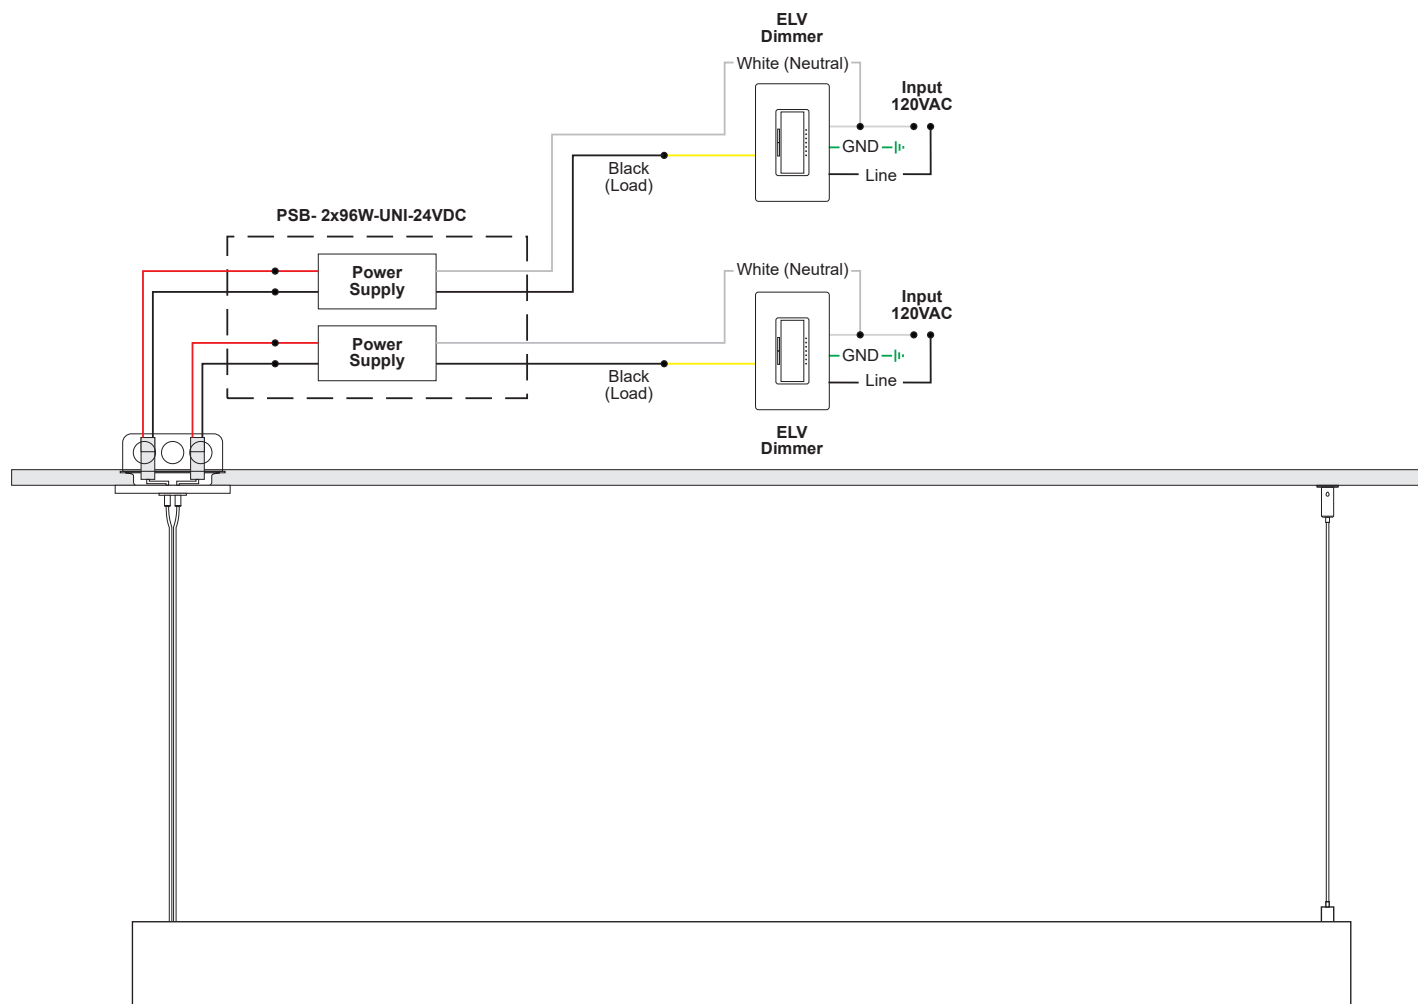 ELV
Dimmer
White (Neutral)
Input
120VAC
GND
Line
Black
(Load)
PSB- 2x96W-UNI-24VDC
Power
Supply
White (Neutral)
Input
120VAC
Power
Supply
GND
Line
Black
(Load)
ELV
Dimmer